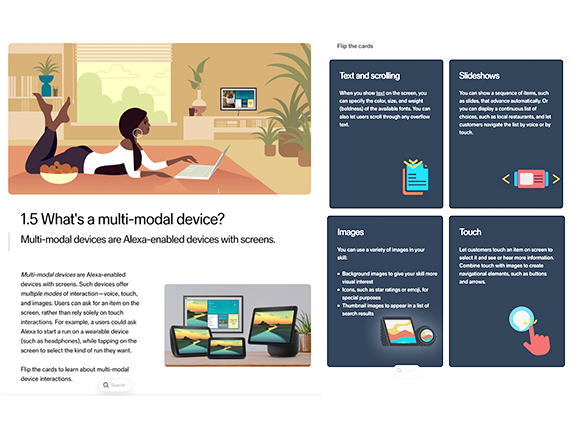 1.5 What's a multi-modal device?
Multi-modal devices are Alexa-enabled devices with screens.
Multi-modal devices are Alexa-enabled
devices with screens. Such devices offer
multiple modes of interaction—voice, touch,
and images. Users can ask for an item on the
screen, rather than rely solely on touch
interactions. For example, a users could ask
Alexa to start a run on a wearable device
(such as headphones), while tapping on the
screen to select the kind of run they want.
Flip the cards to learn about multi-modal
device interactions.
Search
Flip the cards
Text and scrolling
When you show text on the screen, you
can specify the color, size, and weight
(boldness) of the available fonts. You can
also let users scroll through any overflow
text.
Slideshows
You can show a sequence of items, such
as slides, that advance automatically. Or
you can display a continuous list of
choices, such as local restaurants, and let
customers navigate the list by voice or by
touch.
Images
You can use a variety of images in your
skill:
• Background images to give your skill more
visual interest
• Icons, such as star ratings or emoji, for
special purposes
• Thumbnail images to appear in a list of
search results
Touch
Let customers touch an item on screen to
select it and see or hear more information.
Combine touch with images to create
navigational elements, such as buttons
and arrows.